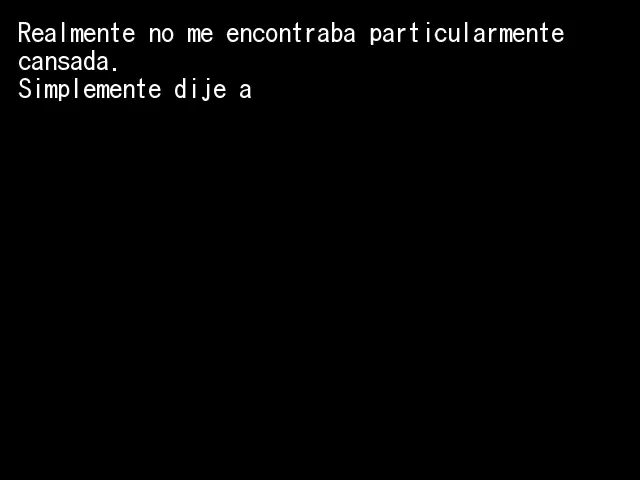 Realmente no me encontraba particularmente
cansada.
Simplemente dije a